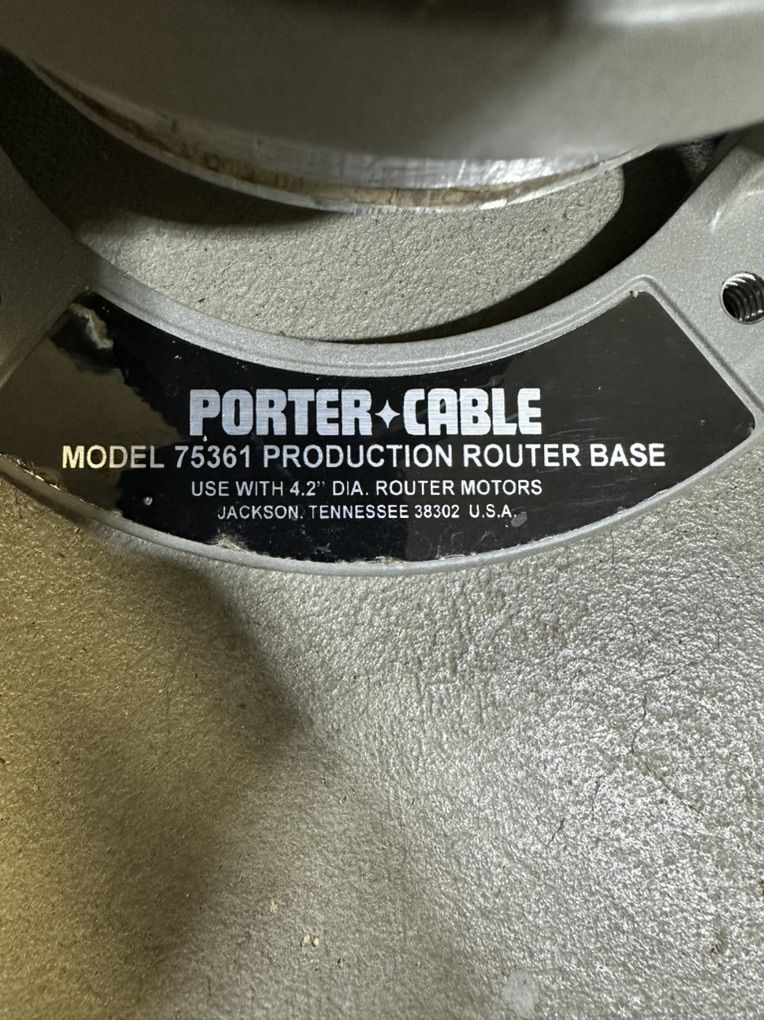 PORTER✦CABLE
MODEL 75361 PRODUCTION ROUTER BASE
USE WITH 4.2" DIA. ROUTER MOTORS
JACKSON, TENNESSEE 38302 U.S.A.